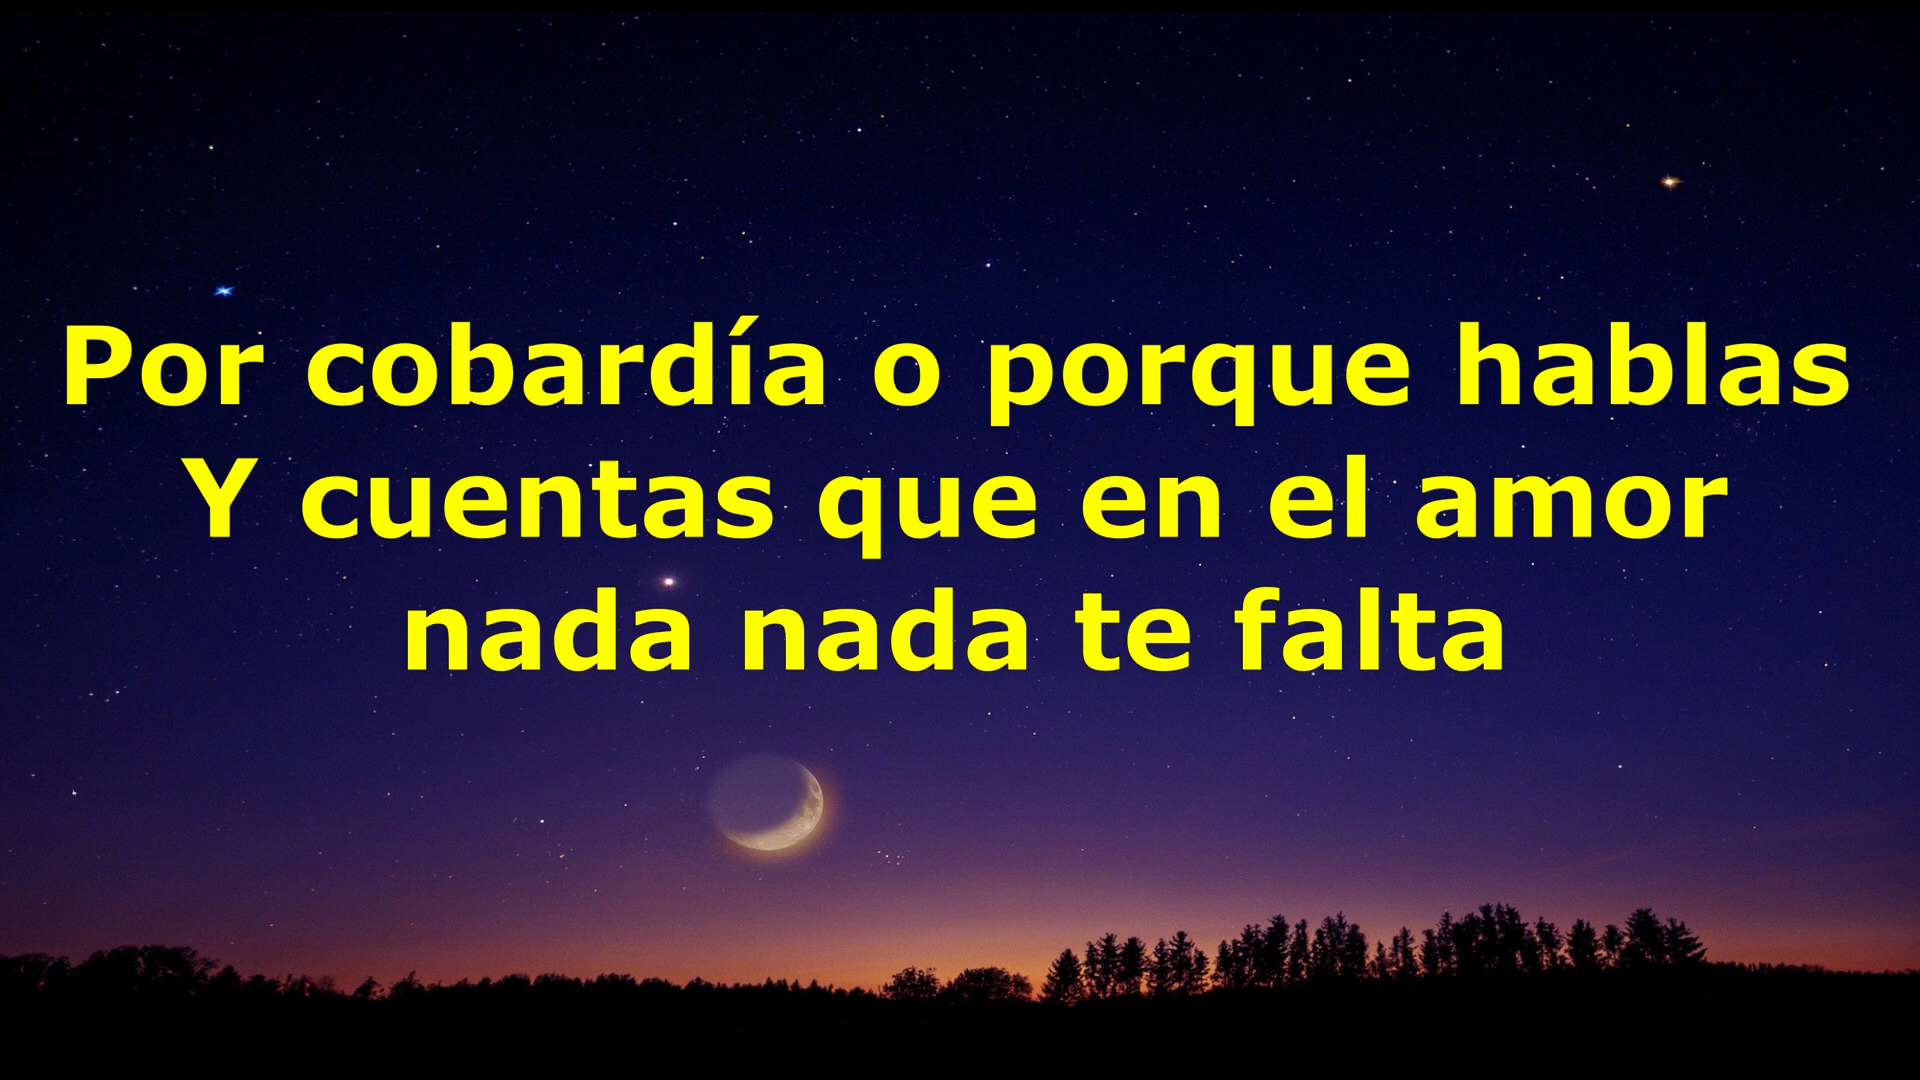 Por cobardía o porque hablas
Y cuentas que en el amor
nada nada te falta